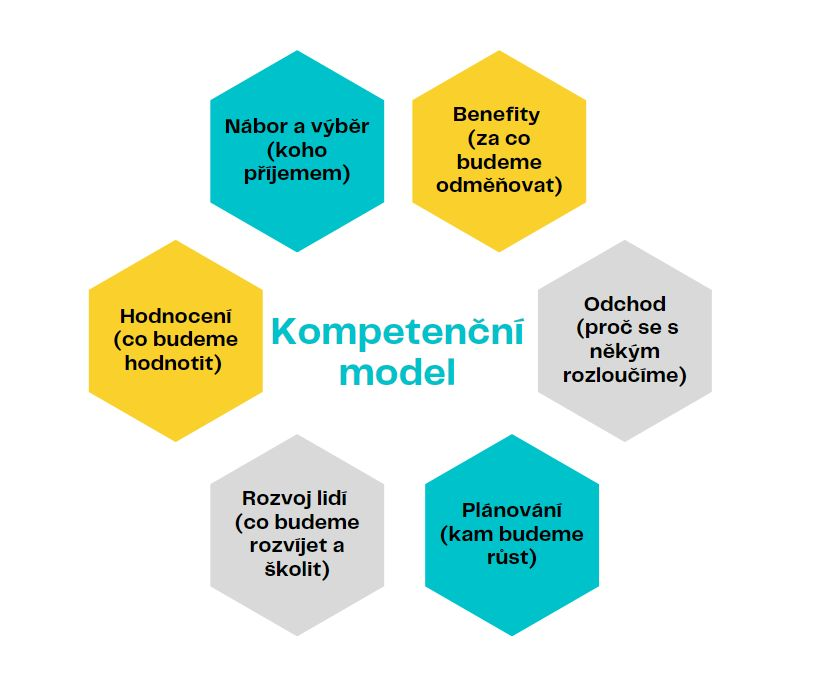 Nábor a výběr
(koho
příjemem)
Benefity
(za co
budeme
odměňovat)
Hodnocení
(co budeme
hodnotit)
Kompetenční
model
Odchod
(proč se s
někým
rozloučíme)
Rozvoj lidí
(co budeme
rozvíjet a
školit)
Plánování
(kam budeme
růst)